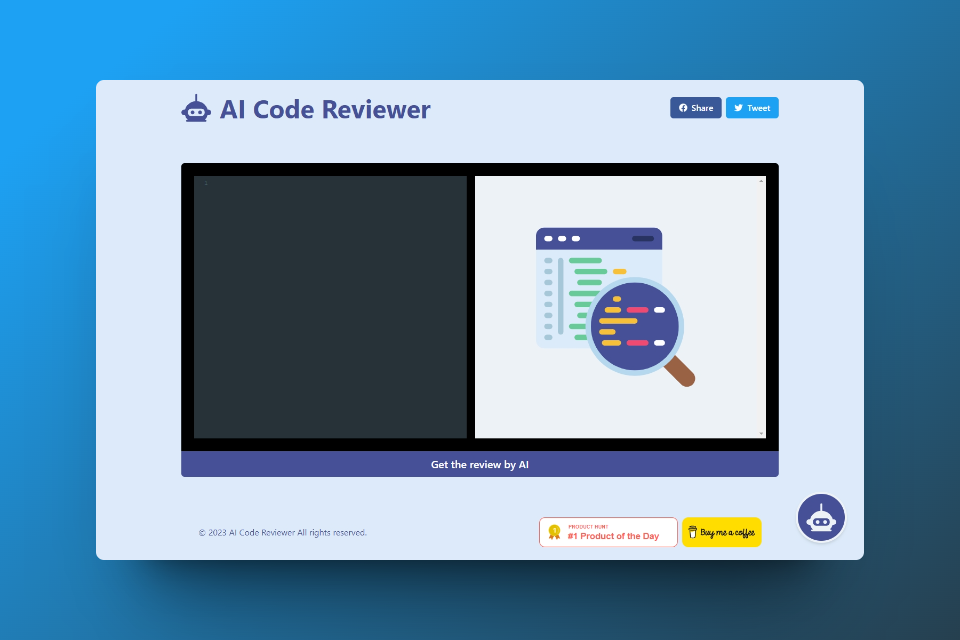 AI Code Reviewer
Share
Tweet
1
Get the review by AI
© 2023 AI Code Reviewer All rights reserved.
1
PRODUCT HUNT
#1 Product of the Day
Buy me a coffee